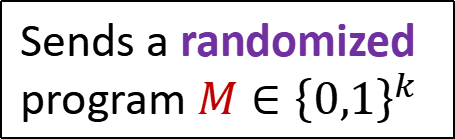 Sends a randomized
program M ∈ {0,1}ᵏ